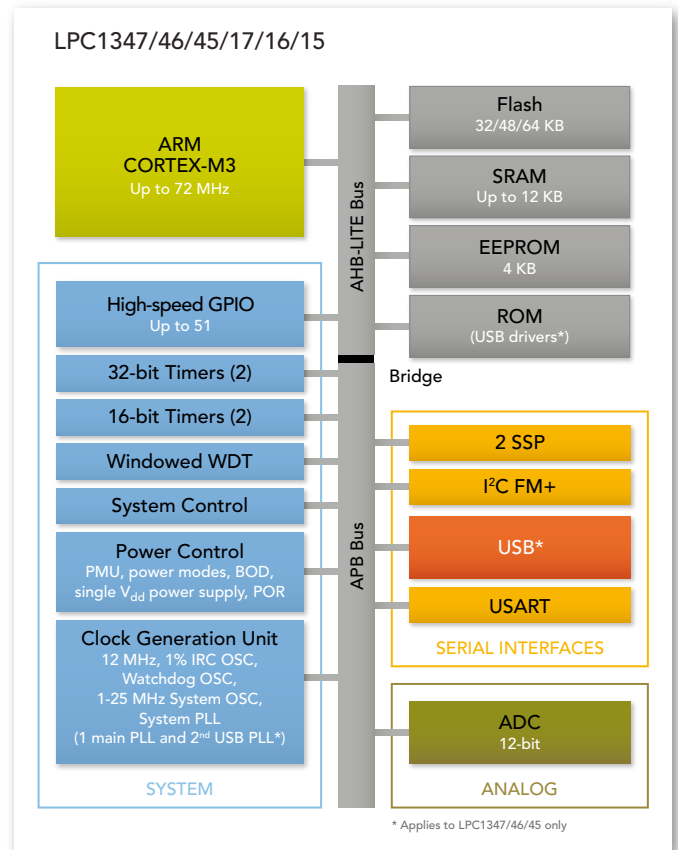 LPC1347/46/45/17/16/15
ARM
CORTEX-M3
Up to 72 MHz
AHB-LITE Bus
Flash
32/48/64 KB
SRAM
Up to 12 KB
EEPROM
4 KB
ROM
(USB drivers*)
High-speed GPIO
Up to 51
32-bit Timers (2)
16-bit Timers (2)
Windowed WDT
System Control
Power Control
PMU, power modes, BOD,
single Vdd power supply, POR
Clock Generation Unit
12 MHz, 1% IRC OSC,
Watchdog OSC,
1-25 MHz System OSC,
System PLL
(1 main PLL and 2nd USB PLL*)
SYSTEM
Bridge
APB Bus
2 SSP
I²C FM+
USB*
USART
SERIAL INTERFACES
ADC
12-bit
ANALOG
* Applies to LPC1347/46/45 only